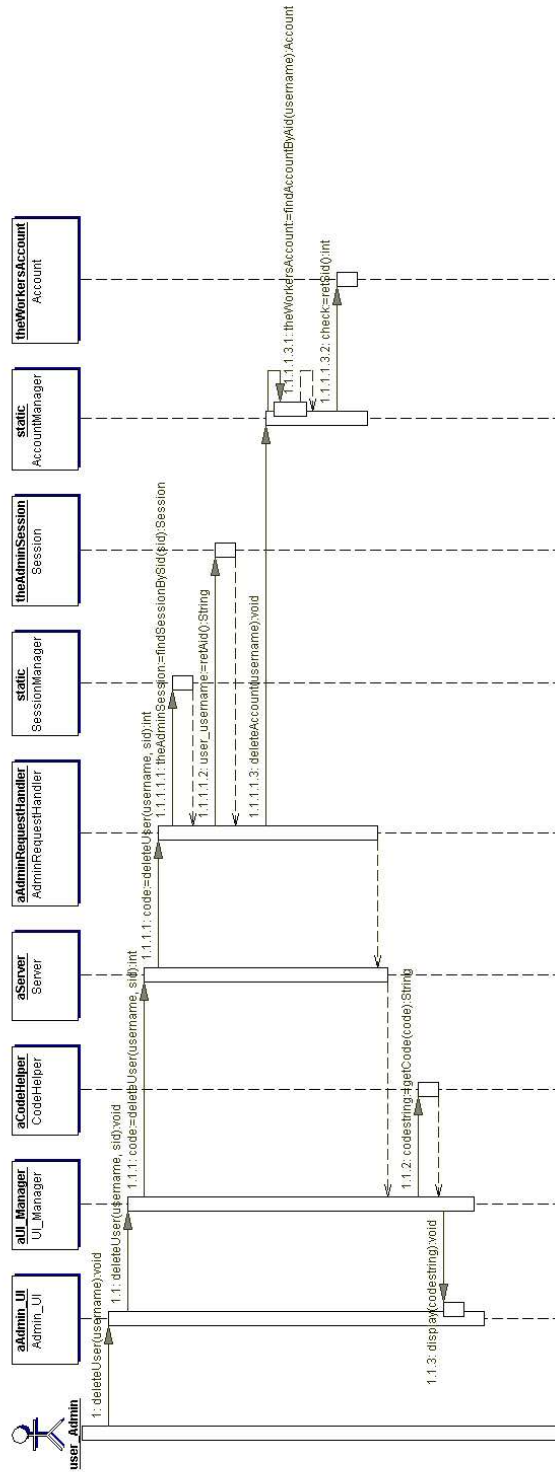 user_Admin
aAdmin_UI
Admin_UI
aUI_Manager
UI_Manager
aCodeHelper
CodeHelper
aServer
Server
aAdminRequestHandler
AdminRequestHandler
static
SessionManager
theAdminSession
Session
static
AccountManager
theWorkersAccount
Account
1: deleteUser(username):void
1.1: deleteUser(username, sid):void
1.1.1: code:=deleteUser(username, sid):int
1.1.1.1: code:=deleteUser(username, sid):int
1.1.1.1.1: theAdminSession:=findSessionBySid(sid):Session
1.1.1.1.2: user_username:=retAid():String
1.1.1.1.3: deleteAccount(username):void
1.1.1.1.3.1: theWorkersAccount:=findAccountByAid(username):Account
1.1.1.1.3.2: check:=retSid():int
1.1.2: codestring:=getCode(code):String
1.1.3: display(codestring):void